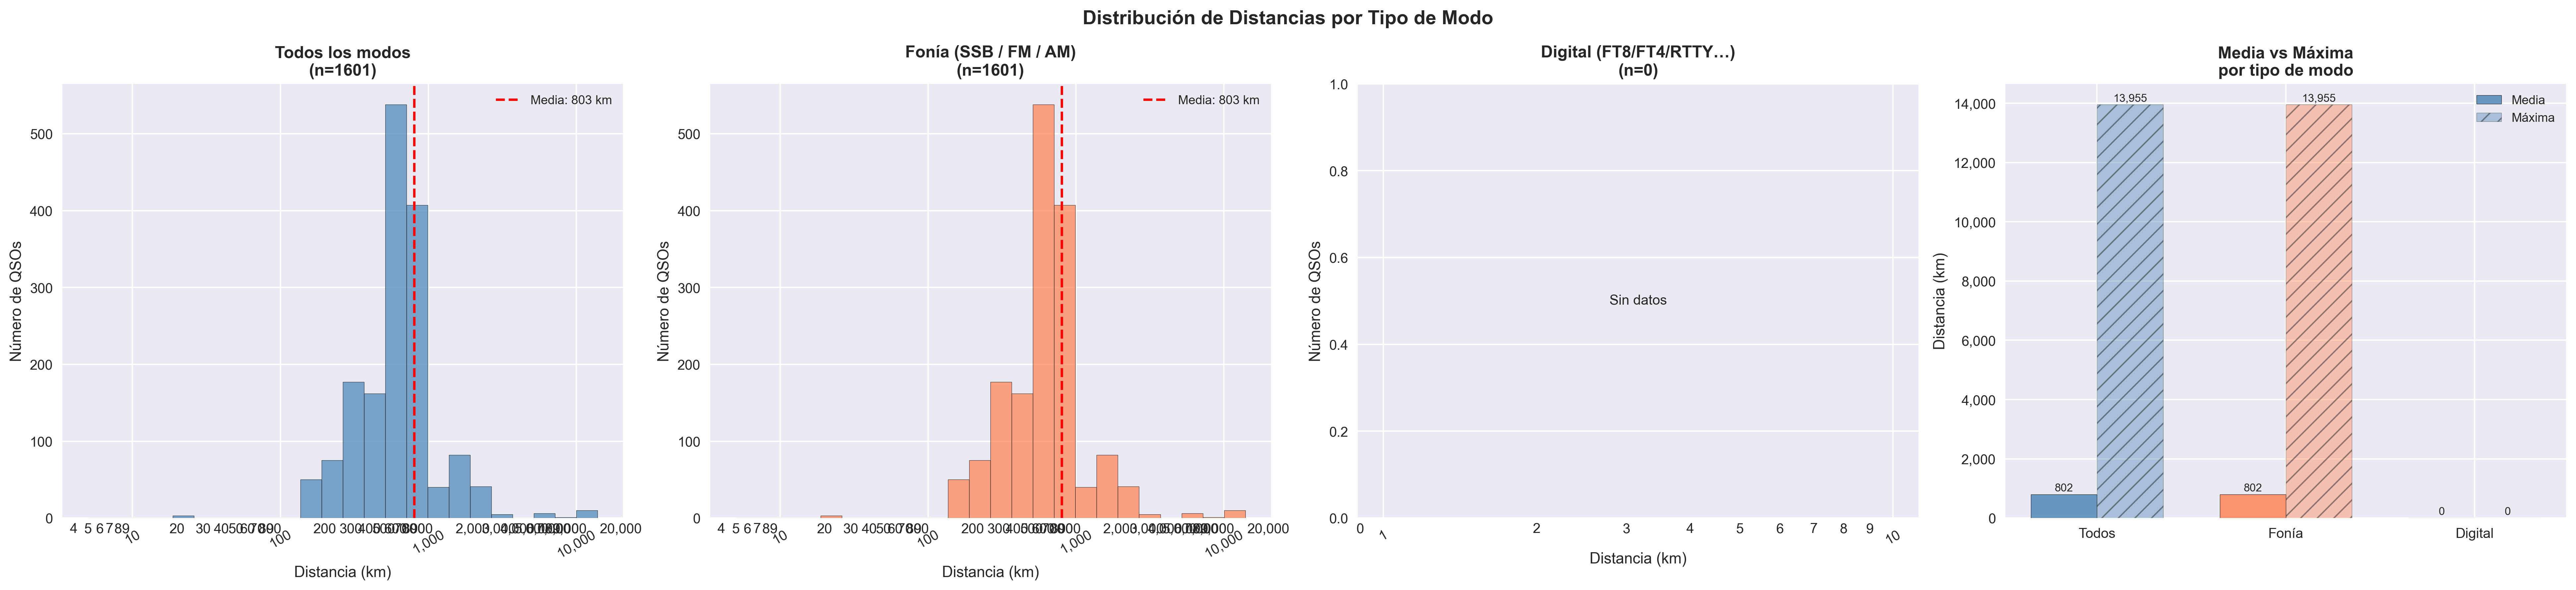 Distribución de Distancias por Tipo de Modo
Todos los modos
(n=1601)
Número de QSOs
500
400
300
200
100
0
Media: 803 km
4 5 6 7 8 9 20 30 200 300 2,000 20,000
10 100 1,000 10,000
Distancia (km)
Fonía (SSB / FM / AM)
(n=1601)
Número de QSOs
500
400
300
200
100
0
Media: 803 km
4 5 6 7 8 9 20 30 200 300 2,000 20,000
10 100 1,000 10,000
Distancia (km)
Digital (FT8/FT4/RTTY…)
(n=0)
Número de QSOs
1.0
0.8
0.6
0.4
0.2
0.0
Sin datos
0 2 3 4 5 6 7 8 9
1 10
Distancia (km)
Media vs Máxima
por tipo de modo
Distancia (km)
14,000
12,000
10,000
8,000
6,000
4,000
2,000
0
Media
Máxima
13,955 13,955
802 802
0 0
Todos Fonía Digital